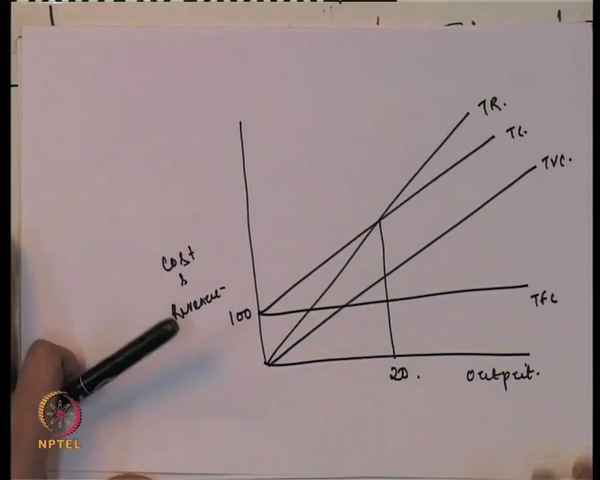 TR.
TC.
TVC.
Cost
&
Revenue
100
TFC
20.
output.
NPTEL